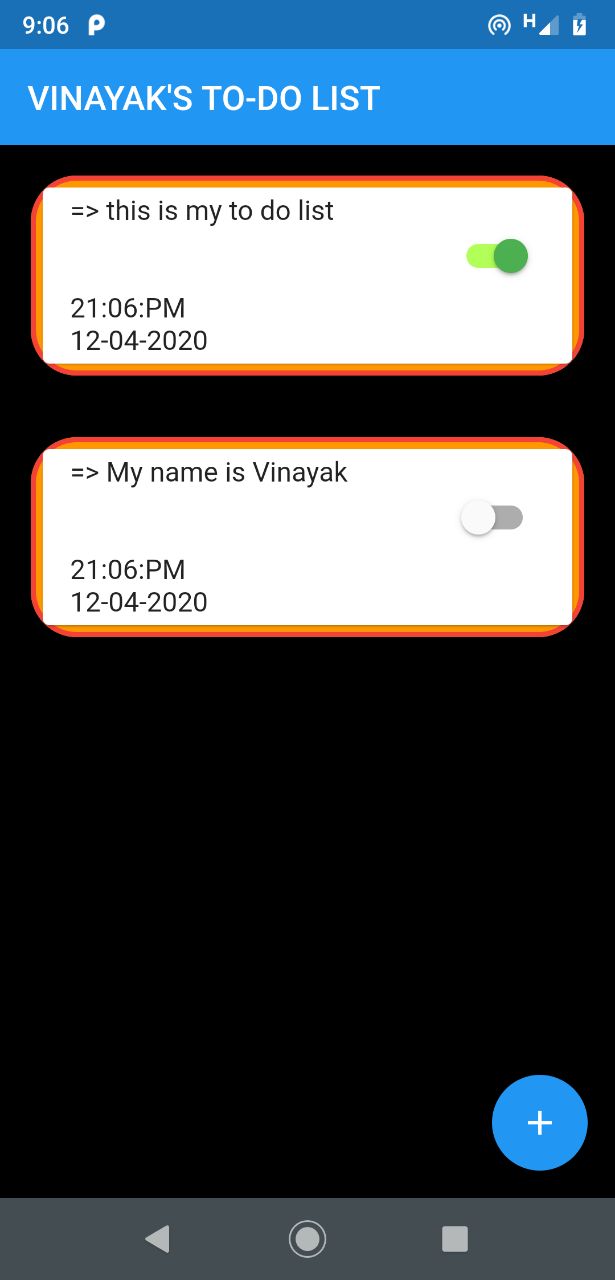 9:06
H
VINAYAK'S TO-DO LIST
=> this is my to do list
21:06:PM
12-04-2020
=> My name is Vinayak
21:06:PM
12-04-2020
+